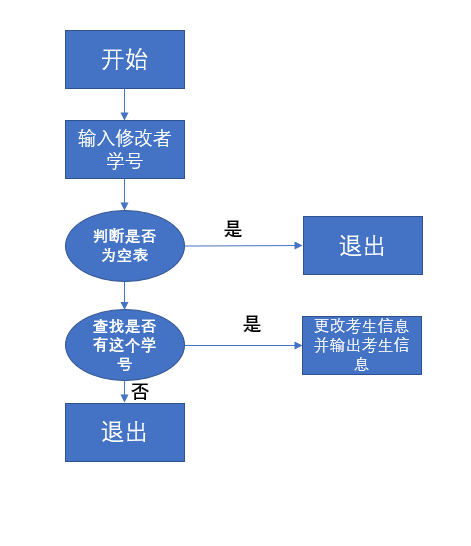 开始
输入修改者
学号
判断是否
为空表
是
退出
查找是否
有这个学
号
是
更改考生信息
并输出考生信
息
否
退出